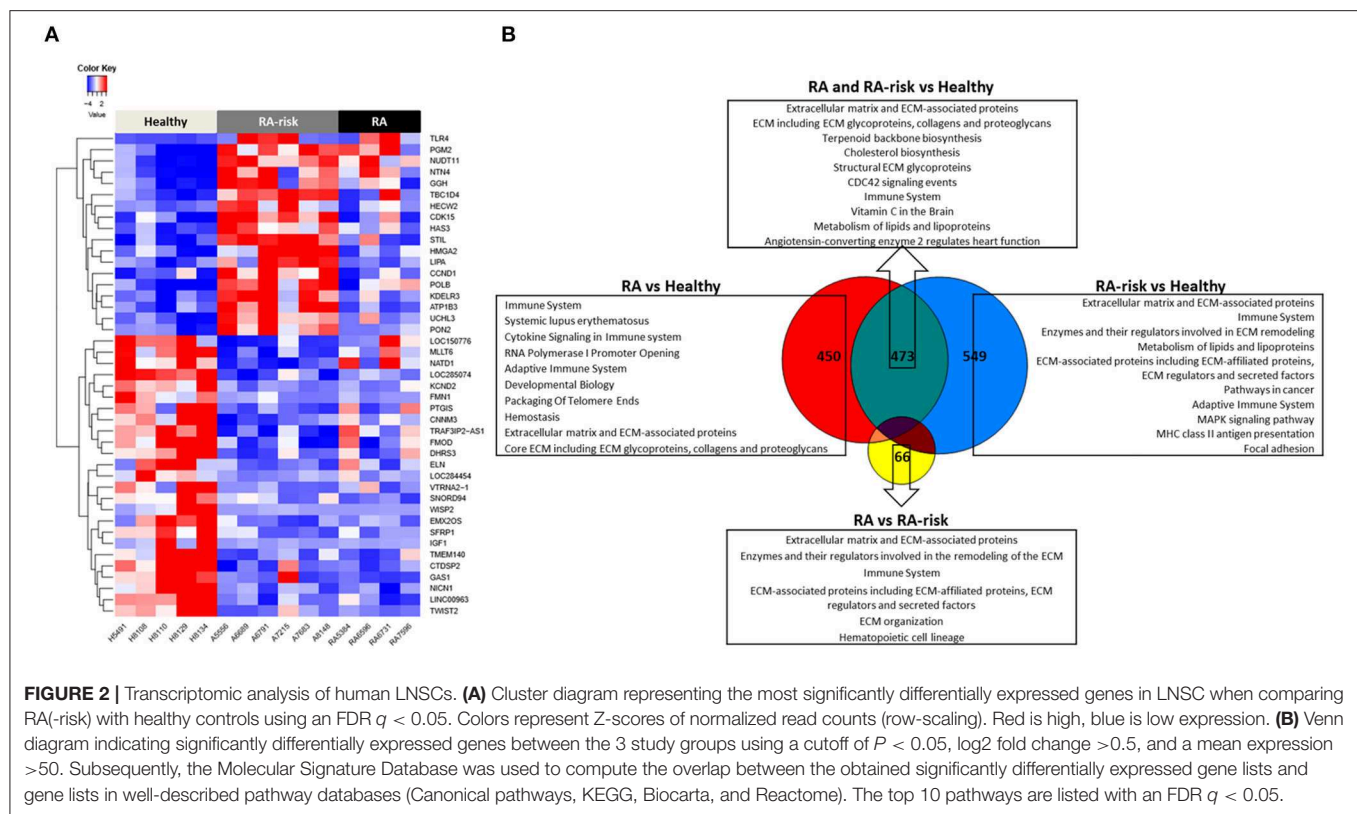 A
Color Key
−4 2
Value
Healthy RA-risk RA
TLR4
PGM2
NUDT11
NTN4
GGH
TBC1D4
HECW2
CDK15
HAS3
STIL
HMGA2
LIPA
CCND1
POLB
KDELR3
ATP1B3
UCHL3
PON2
LOC150776
MLLT6
NATD1
LOC285074
KCND2
FMN1
PTGIS
CNNM3
TRAF3IP2−AS1
FMOD
DHRS3
ELN
LOC284454
VTRNA2−1
SNORD94
WISP2
EMX2OS
SFRP1
IGF1
TMEM140
CTDSP2
GAS1
NICN1
LINC00963
TWIST2
H5491
H8108
H8110
H8129
H8134
A5556
A6689
A6791
A7215
A7683
A8148
RA5384
RA6596
RA6731
RA7596
B
RA and RA-risk vs Healthy
Extracellular matrix and ECM-associated proteins
ECM including ECM glycoproteins, collagens and proteoglycans
Terpenoid backbone biosynthesis
Cholesterol biosynthesis
Structural ECM glycoproteins
CDC42 signaling events
Immune System
Vitamin C in the Brain
Metabolism of lipids and lipoproteins
Angiotensin-converting enzyme 2 regulates heart function
RA vs Healthy
Immune System
Systemic lupus erythematosus
Cytokine Signaling in Immune system
RNA Polymerase I Promoter Opening
Adaptive Immune System
Developmental Biology
Packaging Of Telomere Ends
Hemostasis
Extracellular matrix and ECM-associated proteins
Core ECM including ECM glycoproteins, collagens and proteoglycans
450
473
549
66
RA-risk vs Healthy
Extracellular matrix and ECM-associated proteins
Immune System
Enzymes and their regulators involved in ECM remodeling
Metabolism of lipids and lipoproteins
ECM-associated proteins including ECM-affiliated proteins,
ECM regulators and secreted factors
Pathways in cancer
Adaptive Immune System
MAPK signaling pathway
MHC class II antigen presentation
Focal adhesion
RA vs RA-risk
Extracellular matrix and ECM-associated proteins
Enzymes and their regulators involved in the remodeling of the ECM
Immune System
ECM-associated proteins including ECM-affiliated proteins, ECM
regulators and secreted factors
ECM organization
Hematopoietic cell lineage
FIGURE 2 | Transcriptomic analysis of human LNSCs. (A) Cluster diagram representing the most significantly differentially expressed genes in LNSC when comparing
RA(-risk) with healthy controls using an FDR q < 0.05. Colors represent Z-scores of normalized read counts (row-scaling). Red is high, blue is low expression. (B) Venn
diagram indicating significantly differentially expressed genes between the 3 study groups using a cutoff of P < 0.05, log2 fold change >0.5, and a mean expression
>50. Subsequently, the Molecular Signature Database was used to compute the overlap between the obtained significantly differentially expressed gene lists and
gene lists in well-described pathway databases (Canonical pathways, KEGG, Biocarta, and Reactome). The top 10 pathways are listed with an FDR q < 0.05.